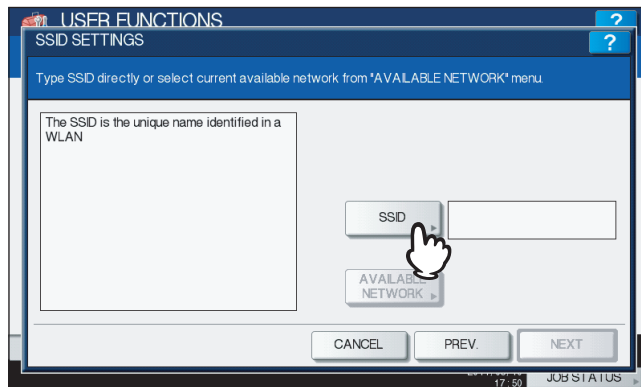 USER FUNCTIONS
?
SSID SETTINGS
?
Type SSID directly or select current available network from "AVAILABLE NETWORK" menu.
The SSID is the unique name identified in a
WLAN
SSID
AVAILABLE
NETWORK
CANCEL
PREV.
NEXT
17 : 50
JOB STATUS